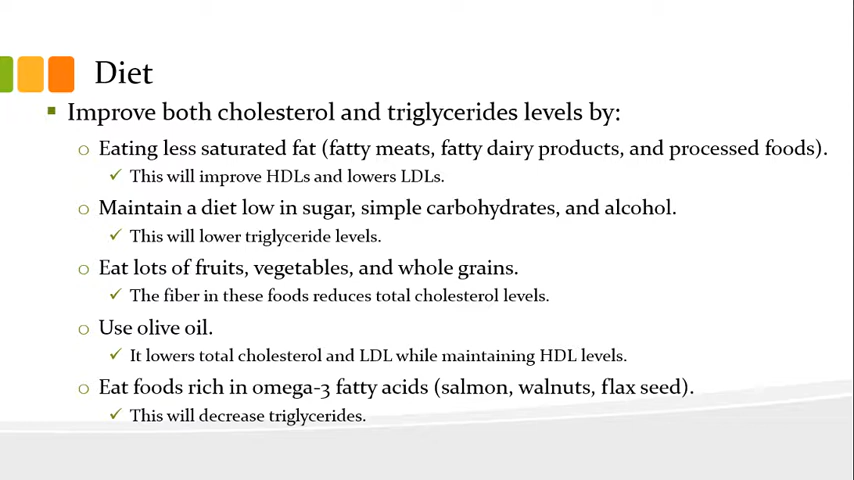 Diet
Improve both cholesterol and triglycerides levels by:
Eating less saturated fat (fatty meats, fatty dairy products, and processed foods).
This will improve HDLs and lowers LDLs.
Maintain a diet low in sugar, simple carbohydrates, and alcohol.
This will lower triglyceride levels.
Eat lots of fruits, vegetables, and whole grains.
The fiber in these foods reduces total cholesterol levels.
Use olive oil.
It lowers total cholesterol and LDL while maintaining HDL levels.
Eat foods rich in omega-3 fatty acids (salmon, walnuts, flax seed).
This will decrease triglycerides.